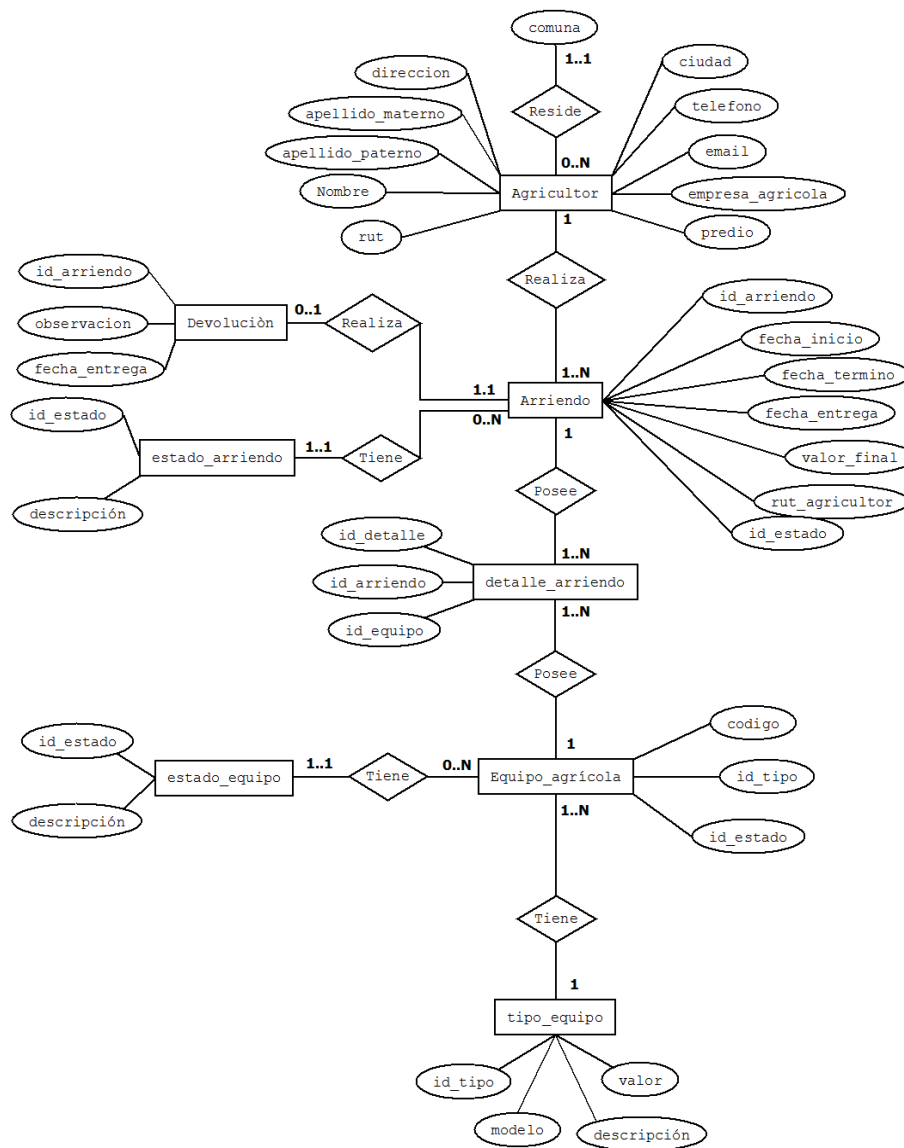 comuna
1..1
direccion
ciudad
Reside
apellido_materno
telefono
apellido_paterno
email
0..N
Nombre
Agricultor
empresa_agricola
rut
1
predio
id_arriendo
Realiza
id_arriendo
observacion
Devoluciòn
0..1
Realiza
fecha_inicio
fecha_entrega
fecha_termino
1..N
1.1
Arriendo
id_estado
0..N
fecha_entrega
estado_arriendo
1..1
Tiene
1
valor_final
descripción
Posee
rut_agricultor
id_detalle
id_estado
1..N
id_arriendo
detalle_arriendo
id_equipo
1..N
Posee
codigo
id_estado
1
estado_equipo
1..1
Tiene
0..N
Equipo_agrícola
id_tipo
descripción
1..N
id_estado
Tiene
1
tipo_equipo
id_tipo
valor
modelo
descripción